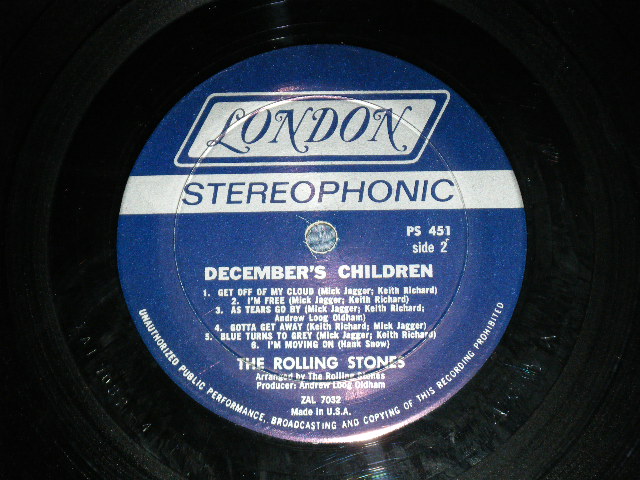 LONDON
STEREOPHONIC
PS 451
side 2
DECEMBER'S CHILDREN
1. GET OFF OF MY CLOUD (Mick Jagger; Keith Richard)
2. I'M FREE (Mick Jagger; Keith Richard)
3. AS TEARS GO BY (Mick Jagger; Keith Richard;
Andrew Loog Oldham)
4. GOTTA GET AWAY (Keith Richard; Mick Jagger)
5. BLUE TURNS TO GREY (Mick Jagger; Keith Richard)
6. I'M MOVING ON (Hank Snow)
THE ROLLING STONES
Arranged by The Rolling Stones
Producer: Andrew Loog Oldham
ZAL 7032
Made in U.S.A.
UNAUTHORIZED PUBLIC PERFORMANCE, BROADCASTING AND COPYING OF THIS RECORDING PROHIBITED